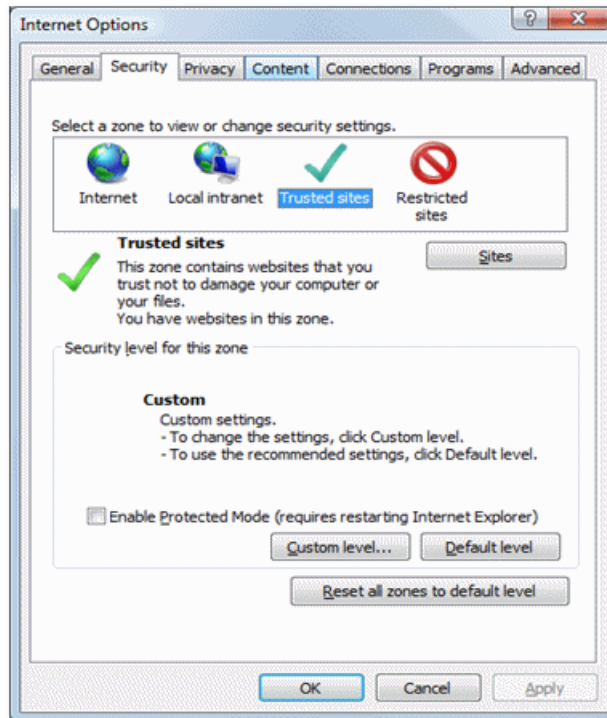 Internet Options
General Security Privacy Content Connections Programs Advanced
Select a zone to view or change security settings.
Internet Local intranet Trusted sites Restricted
sites
Trusted sites
Sites
This zone contains websites that you
trust not to damage your computer or
your files.
You have websites in this zone.
Security level for this zone
Custom
Custom settings.
- To change the settings, click Custom level.
- To use the recommended settings, click Default level.
Enable Protected Mode (requires restarting Internet Explorer)
Custom level... Default level
Reset all zones to default level
OK Cancel Apply